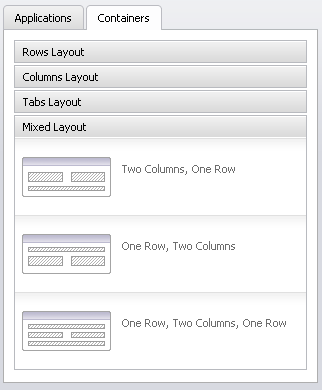 Applications Containers
Rows Layout
Columns Layout
Tabs Layout
Mixed Layout
Two Columns, One Row
One Row, Two Columns
One Row, Two Columns, One Row